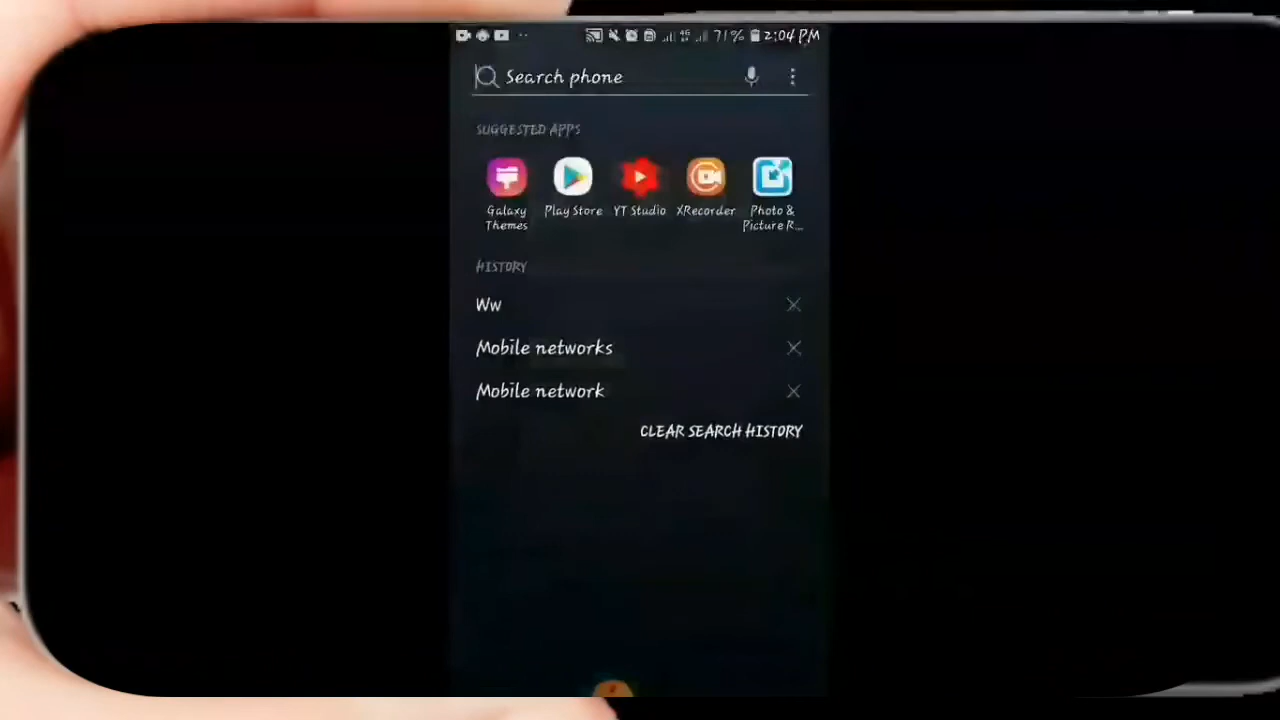 4G 71% 2:04 PM
Search phone
SUGGESTED APPS
Galaxy Themes
Play Store
YT Studio
XRecorder
Photo & Picture R...
HISTORY
Ww
Mobile networks
Mobile network
CLEAR SEARCH HISTORY